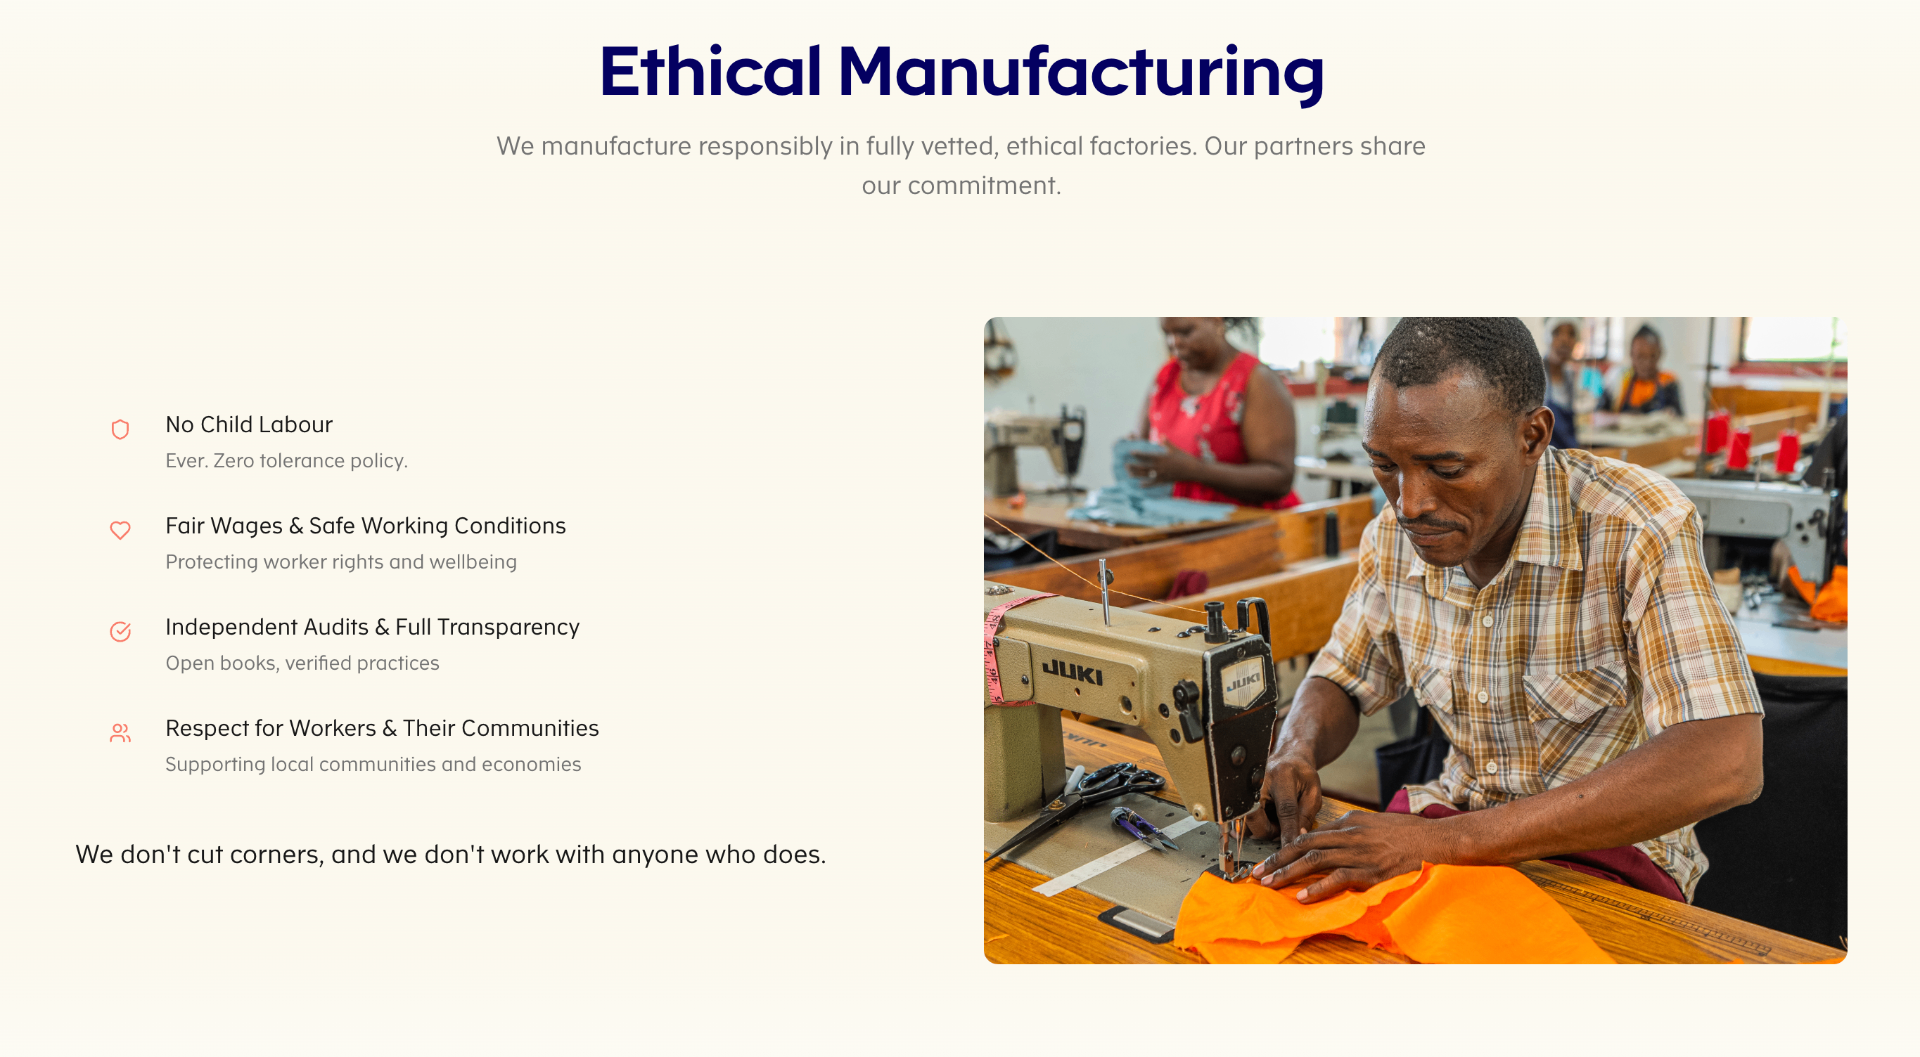 Ethical Manufacturing
We manufacture responsibly in fully vetted, ethical factories. Our partners share
our commitment.
No Child Labour
Ever. Zero tolerance policy.
Fair Wages & Safe Working Conditions
Protecting worker rights and wellbeing
Independent Audits & Full Transparency
Open books, verified practices
Respect for Workers & Their Communities
Supporting local communities and economies
We don't cut corners, and we don't work with anyone who does.
JUKI
JUKI